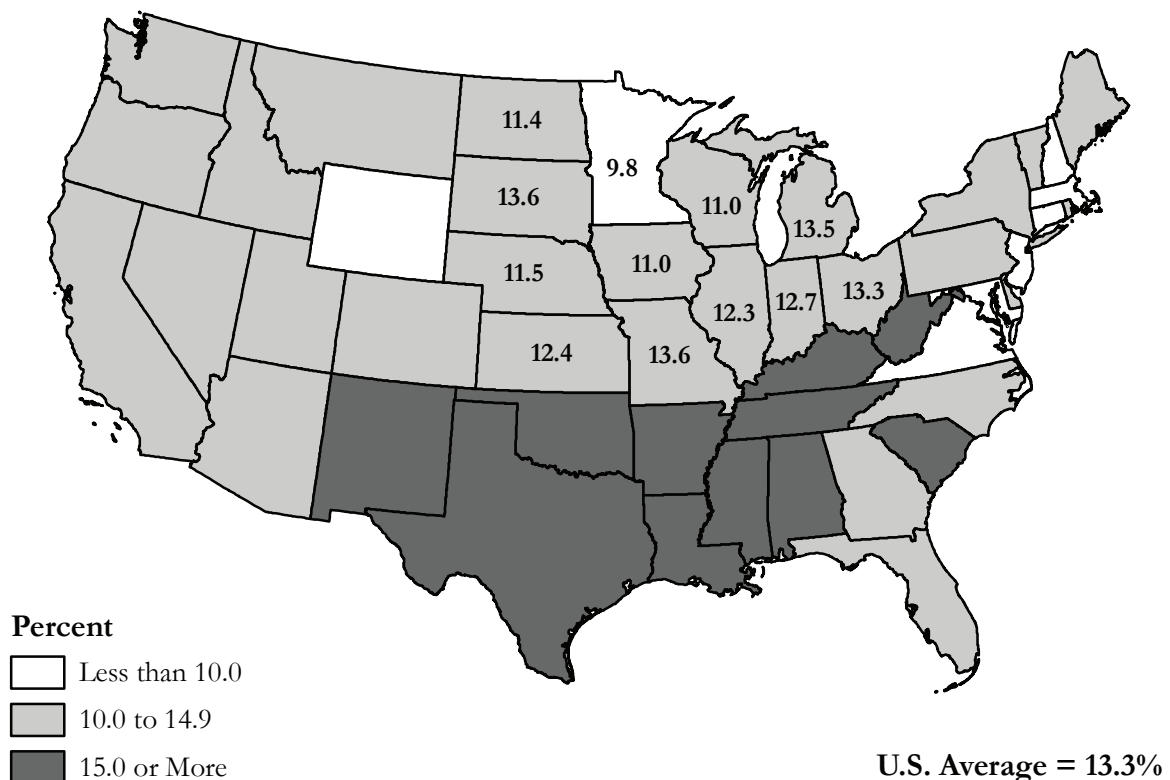 11.4
9.8
13.6
11.0
13.5
11.5
11.0
12.3
12.7
13.3
12.4
13.6
Percent
Less than 10.0
10.0 to 14.9
15.0 or More
U.S. Average = 13.3%